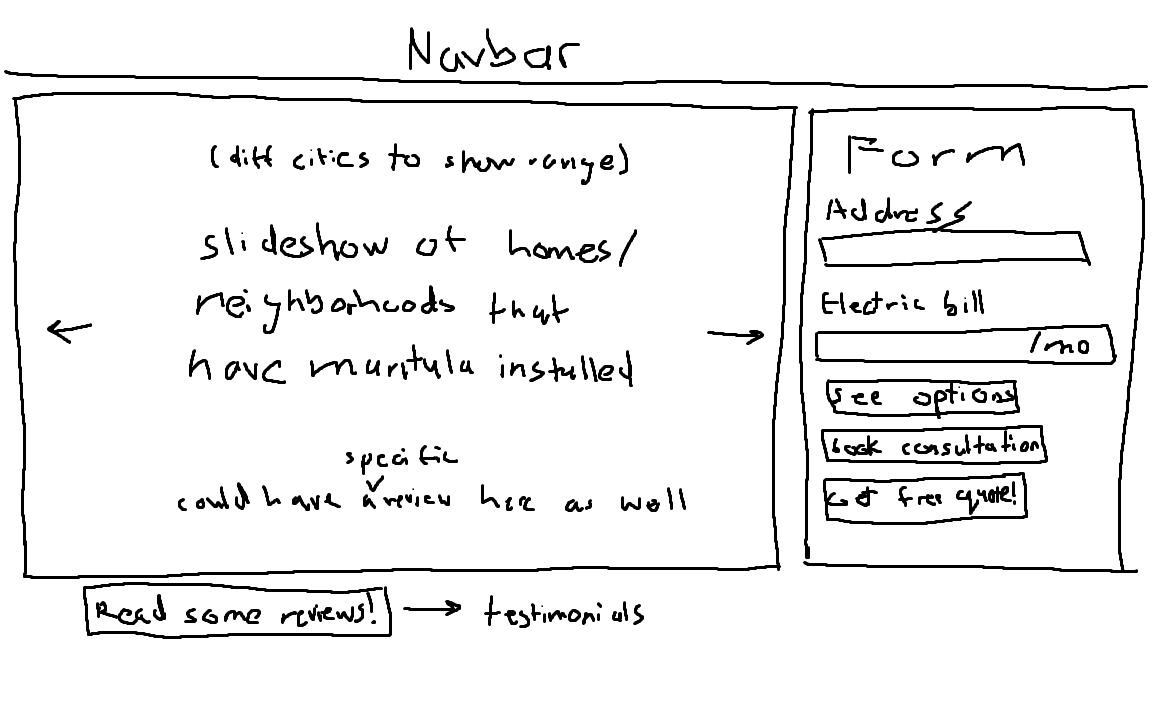 Navbar
(diff cities to show range)
slideshow of homes/
neighborhoods that
have installed
specific
could have a review here as well
Read some reviews! → testimonials
Form
Address
Electric bill
/mo
See options
book consultation
Get free quote!